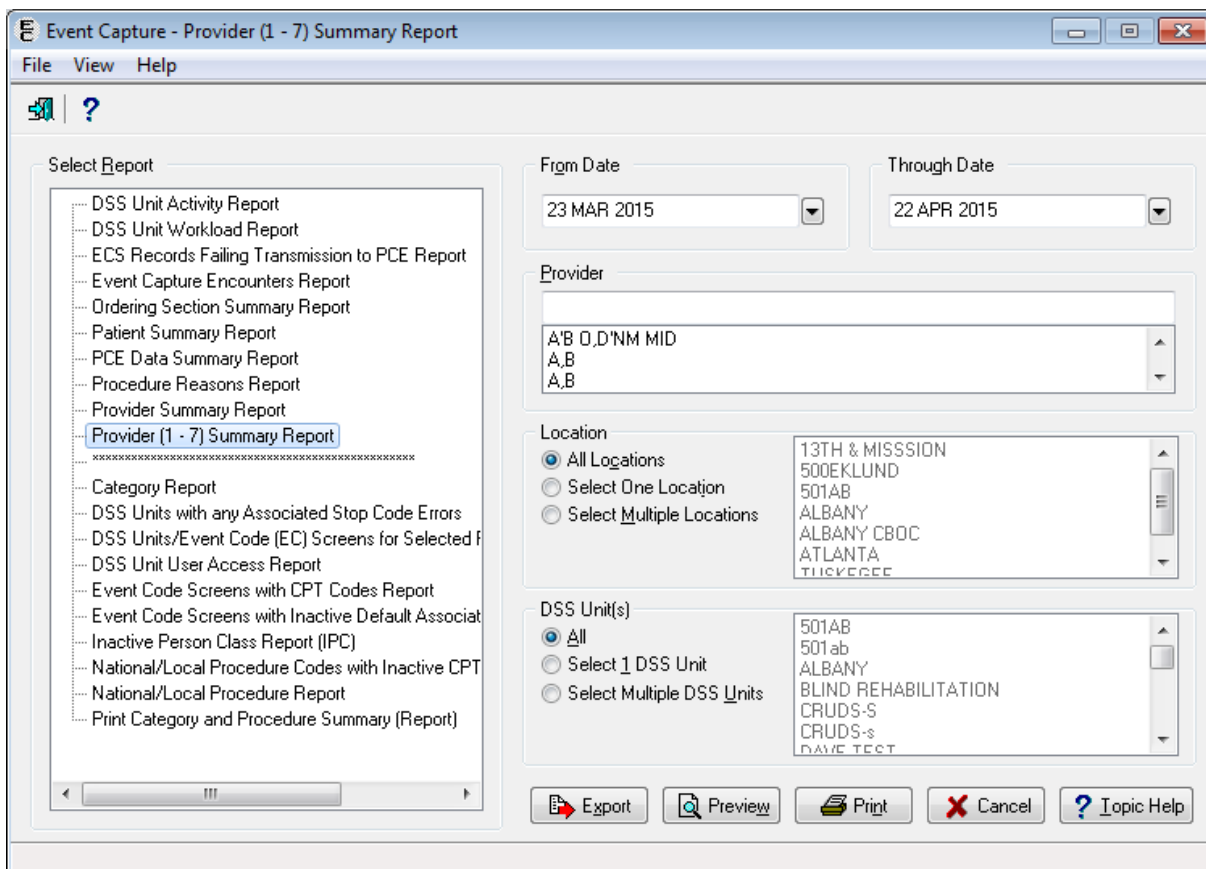 Event Capture - Provider (1 - 7) Summary Report
File View Help
Select Report
DSS Unit Activity Report
DSS Unit Workload Report
ECS Records Failing Transmission to PCE Report
Event Capture Encounters Report
Ordering Section Summary Report
Patient Summary Report
PCE Data Summary Report
Procedure Reasons Report
Provider Summary Report
Provider (1 - 7) Summary Report
Category Report
DSS Units with any Associated Stop Code Errors
DSS Units/Event Code (EC) Screens for Selected
DSS Unit User Access Report
Event Code Screens with CPT Codes Report
Event Code Screens with Inactive Default Associat
Inactive Person Class Report (IPC)
National/Local Procedure Codes with Inactive CPT
National/Local Procedure Report
Print Category and Procedure Summary (Report)
From Date
23 MAR 2015
Through Date
22 APR 2015
Provider
A'B O,D'NM MID
A,B
A,B
Location
All Locations
Select One Location
Select Multiple Locations
13TH & MISSSION
500EKLUND
501AB
ALBANY
ALBANY CBOC
ATLANTA
TUSKEGEE
DSS Unit(s)
All
Select 1 DSS Unit
Select Multiple DSS Units
501AB
501ab
ALBANY
BLIND REHABILITATION
CRUDS-S
CRUDS-s
DAVE TEST
Export
Preview
Print
Cancel
Topic Help